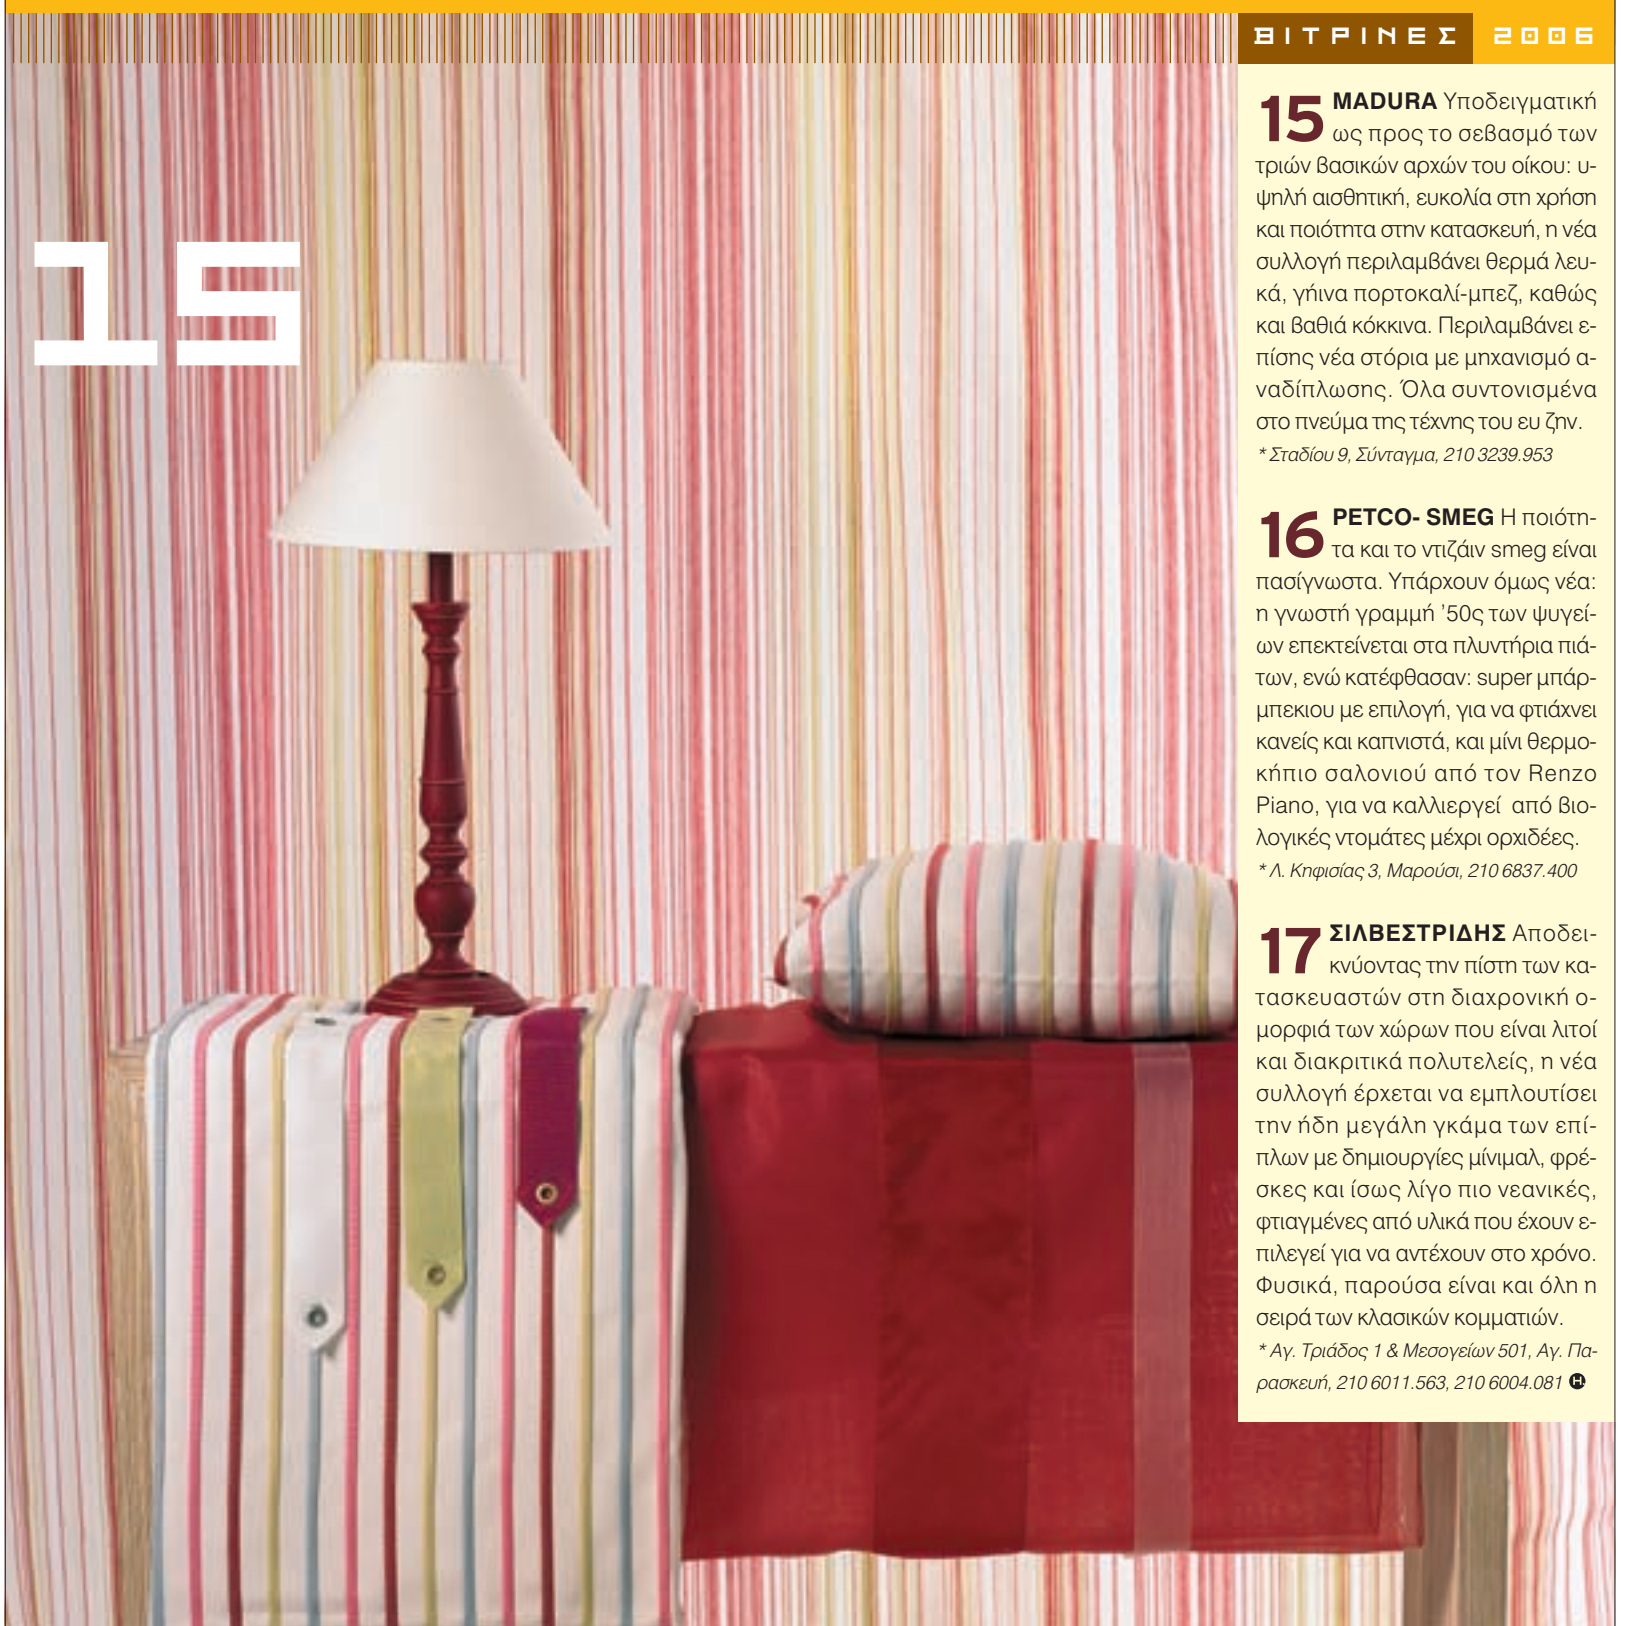 ΒΙΤΡΙΝΕΣ 2006
15
15 MADURA Υποδειγματική
ως προς το σεβασμό των
τριών βασικών αρχών του οίκου: υ-
ψηλή αισθητική, ευκολία στη χρήση
και ποιότητα στην κατασκευή, η νέα
συλλογή περιλαμβάνει θερμά λευ-
κά, γήινα πορτοκαλί-μπεζ, καθώς
και βαθιά κόκκινα. Περιλαμβάνει ε-
πίσης νέα στόρια με μηχανισμό α-
ναδίπλωσης. Όλα συντονισμένα
στο πνεύμα της τέχνης του ευ ζην.
* Σταδίου 9, Σύνταγμα, 210 3239.953
16 PETCO- SMEG Η ποιότη-
τα και το ντιζάιν smeg είναι
πασίγνωστα. Υπάρχουν όμως νέα:
η γνωστή γραμμή ’50ς των ψυγεί-
ων επεκτείνεται στα πλυντήρια πιά-
των, ενώ κατέφθασαν: super μπάρ-
μπεκιου με επιλογή, για να φτιάχνει
κανείς και καπνιστά, και μίνι θερμο-
κήπιο σαλονιού από τον Renzo
Piano, για να καλλιεργεί από βιο-
λογικές ντομάτες μέχρι ορχιδέες.
* Λ. Κηφισίας 3, Μαρούσι, 210 6837.400
17 ΣΙΛΒΕΣΤΡΙΔΗΣ Αποδει-
κνύοντας την πίστη των κα-
τασκευαστών στη διαχρονική ο-
μορφιά των χώρων που είναι λιτοί
και διακριτικά πολυτελείς, η νέα
συλλογή έρχεται να εμπλουτίσει
την ήδη μεγάλη γκάμα των επί-
πλων με δημιουργίες μίνιμαλ, φρέ-
σκες και ίσως λίγο πιο νεανικές,
φτιαγμένες από υλικά που έχουν ε-
πιλεγεί για να αντέχουν στο χρόνο.
Φυσικά, παρούσα είναι και όλη η
σειρά των κλασικών κομματιών.
* Αγ. Τριάδος 1 & Μεσογείων 501, Αγ. Πα-
ρασκευή, 210 6011.563, 210 6004.081 H